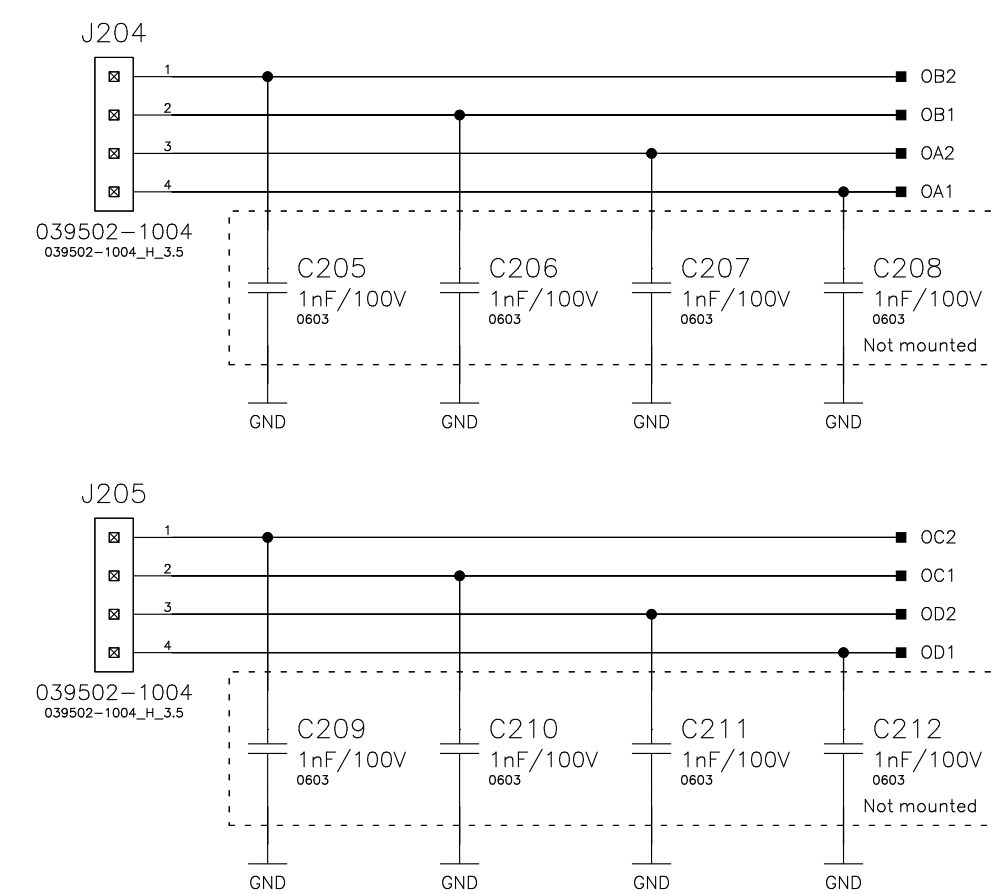 J204
1
OB2
2
OB1
3
OA2
4
OA1
039502-1004
039502-1004_H_3.5
C205
1nF/100V
0603
C206
1nF/100V
0603
C207
1nF/100V
0603
C208
1nF/100V
0603
Not mounted
GND
GND
GND
GND
J205
1
OC2
2
OC1
3
OD2
4
OD1
039502-1004
039502-1004_H_3.5
C209
1nF/100V
0603
C210
1nF/100V
0603
C211
1nF/100V
0603
C212
1nF/100V
0603
Not mounted
GND
GND
GND
GND